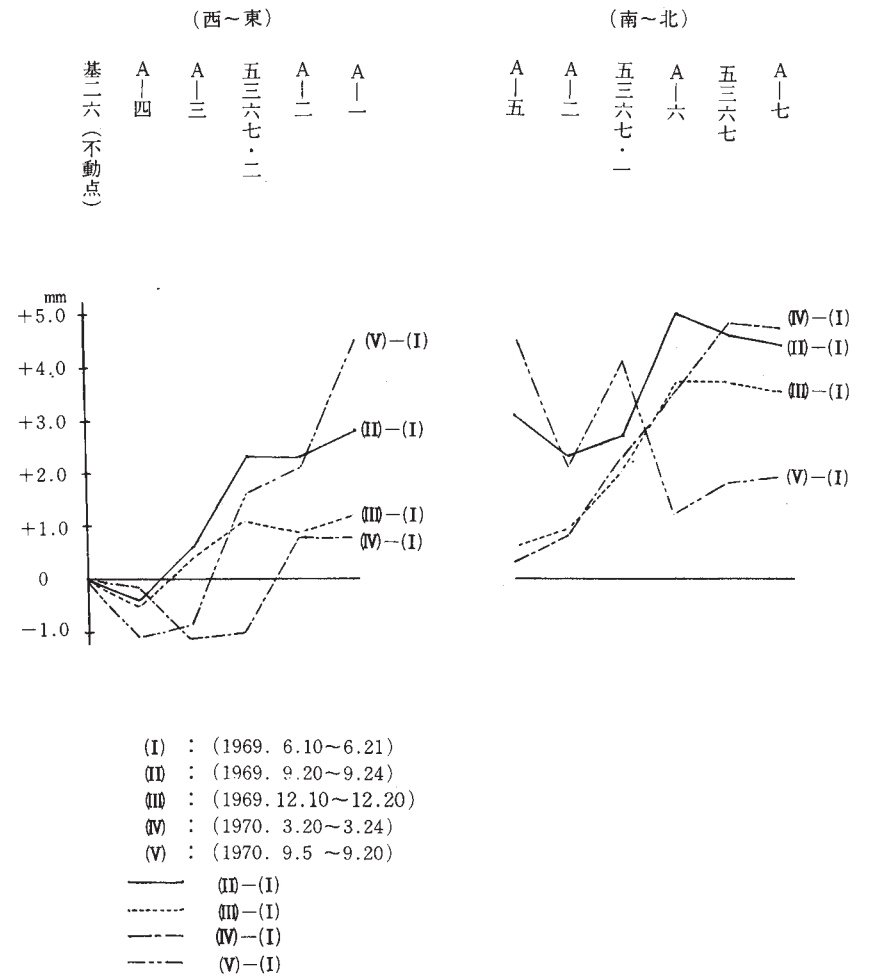 (西~東)
基二六(不動点)
A―四
A―三
五三六七・二
A―二
A―一
(南~北)
A―五
A―二
五三六七・一
A―六
五三六七
A―七
mm
+5.0
+4.0
+3.0
+2.0
+1.0
0
−1.0
(V)−(I)
(II)−(I)
(III)−(I)
(IV)−(I)
(IV)−(I)
(II)−(I)
(III)−(I)
(V)−(I)
(I) : (1969. 6.10~6.21)
(II) : (1969. 9.20~9.24)
(III) : (1969. 12.10~12.20)
(IV) : (1970. 3.20~3.24)
(V) : (1970. 9.5 ~9.20)
(II)−(I)
(III)−(I)
(IV)−(I)
(V)−(I)